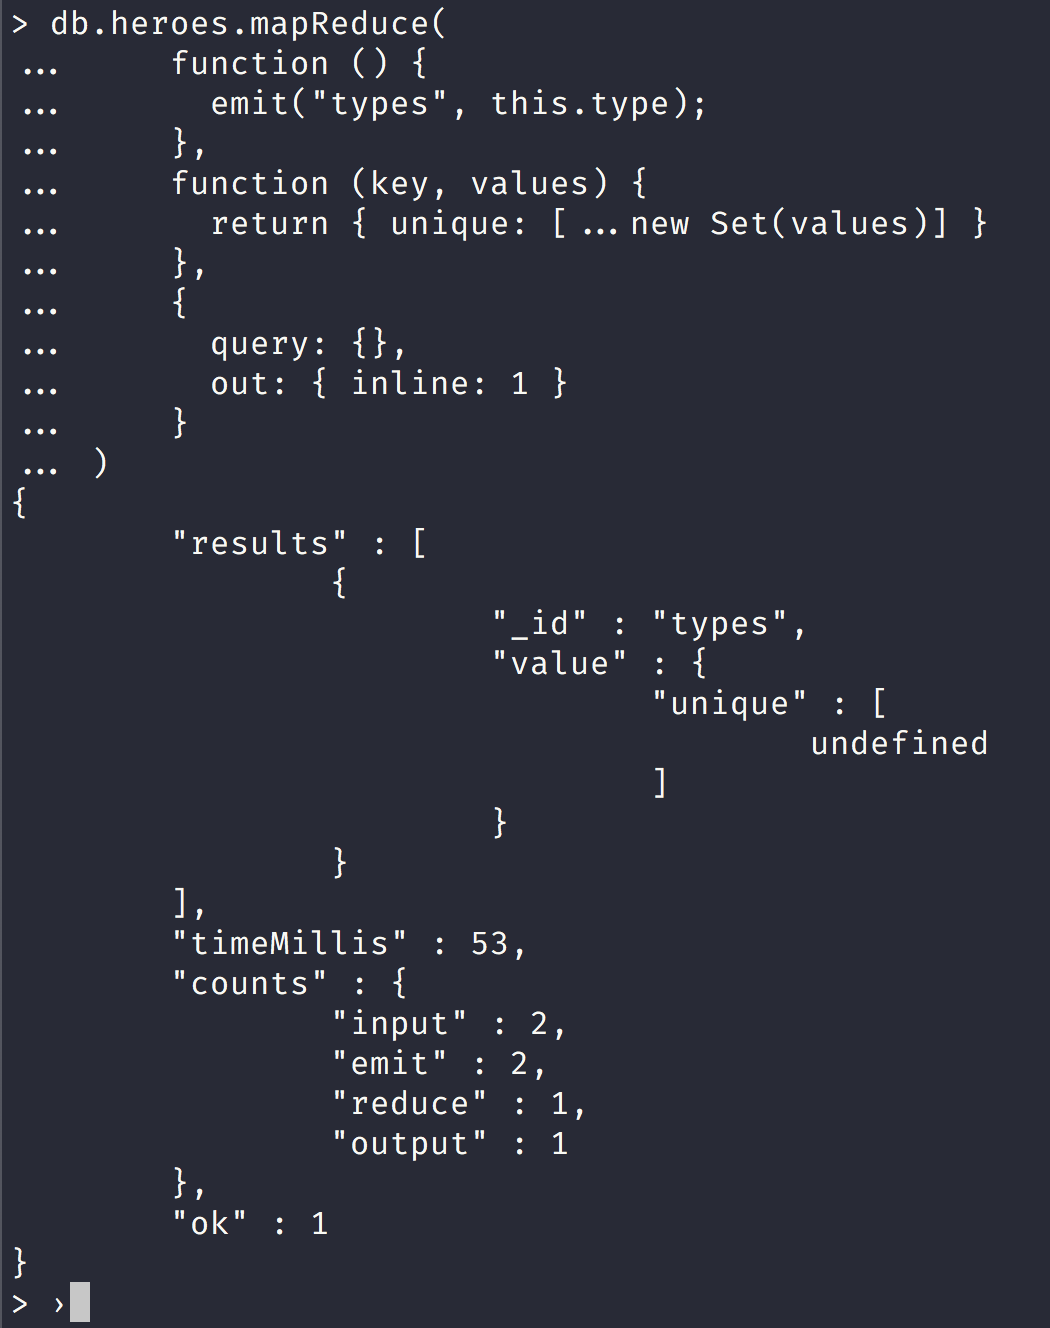 > db.heroes.mapReduce(
...      function () {
...        emit("types", this.type);
...      },
...      function (key, values) {
...        return { unique: [...new Set(values)] }
...      },
...      {
...        query: {},
...        out: { inline: 1 }
...      }
... )
{
        "results" : [
                {
                        "_id" : "types",
                        "value" : {
                                "unique" : [
                                        undefined
                                ]
                        }
                }
        ],
        "timeMillis" : 53,
        "counts" : {
                "input" : 2,
                "emit" : 2,
                "reduce" : 1,
                "output" : 1
        },
        "ok" : 1
}
> ›